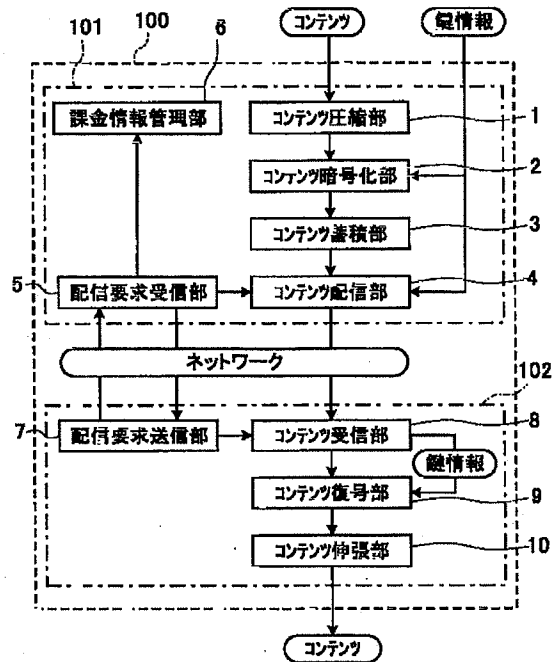 コンテンツ
鍵情報
100
101
6
課金情報管理部
コンテンツ圧縮部
1
コンテンツ暗号化部
2
コンテンツ蓄積部
3
5
配信要求受信部
コンテンツ配信部
4
ネットワーク
102
7
配信要求送信部
コンテンツ受信部
8
鍵情報
コンテンツ復号部
9
コンテンツ伸張部
10
コンテンツ